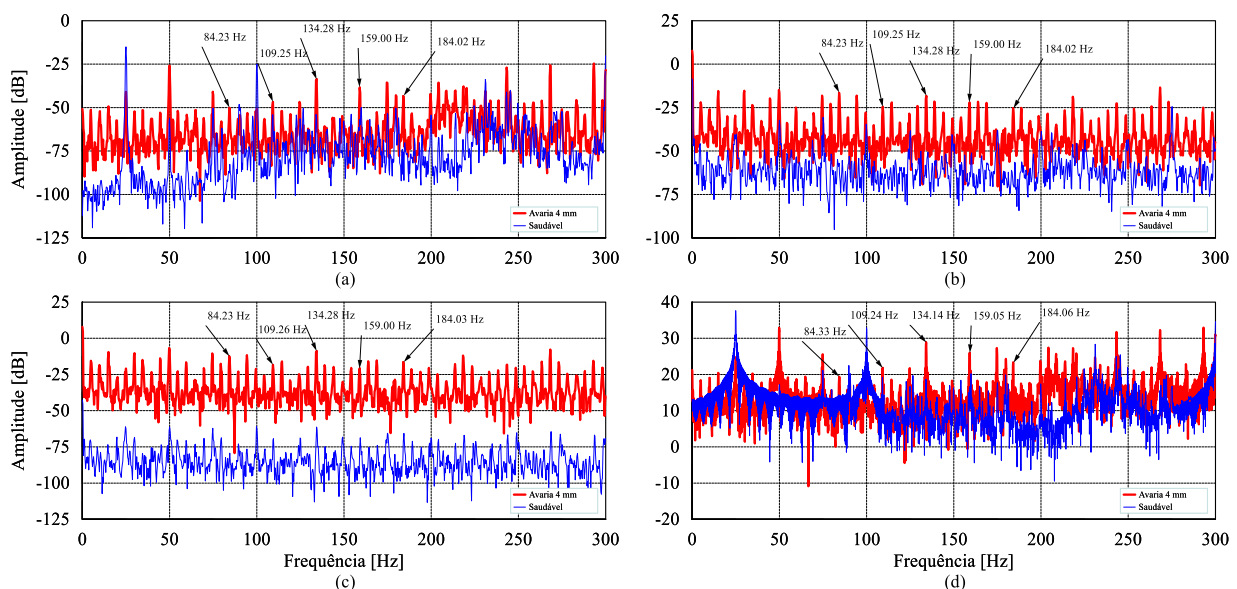 0
-25
-50
-75
-100
-125
Amplitude [dB]
84.23 Hz
109.25 Hz
134.28 Hz
159.00 Hz
184.02 Hz
Avaria 4 mm
Saudável
0
50
100
150
200
250
300
(a)
25
0
-25
-50
-75
-100
84.23 Hz
109.25 Hz
134.28 Hz
159.00 Hz
184.02 Hz
Avaria 4 mm
Saudável
0
50
100
150
200
250
300
(b)
25
0
-25
-50
-75
-100
-125
Amplitude [dB]
84.23 Hz
109.26 Hz
134.28 Hz
159.00 Hz
184.03 Hz
Avaria 4 mm
Saudável
0
50
100
150
200
250
300
Frequência [Hz]
(c)
40
30
20
10
0
-10
-20
84.33 Hz
109.24 Hz
134.14 Hz
159.05 Hz
184.06 Hz
Avaria 4 mm
Saudável
0
50
100
150
200
250
300
Frequência [Hz]
(d)